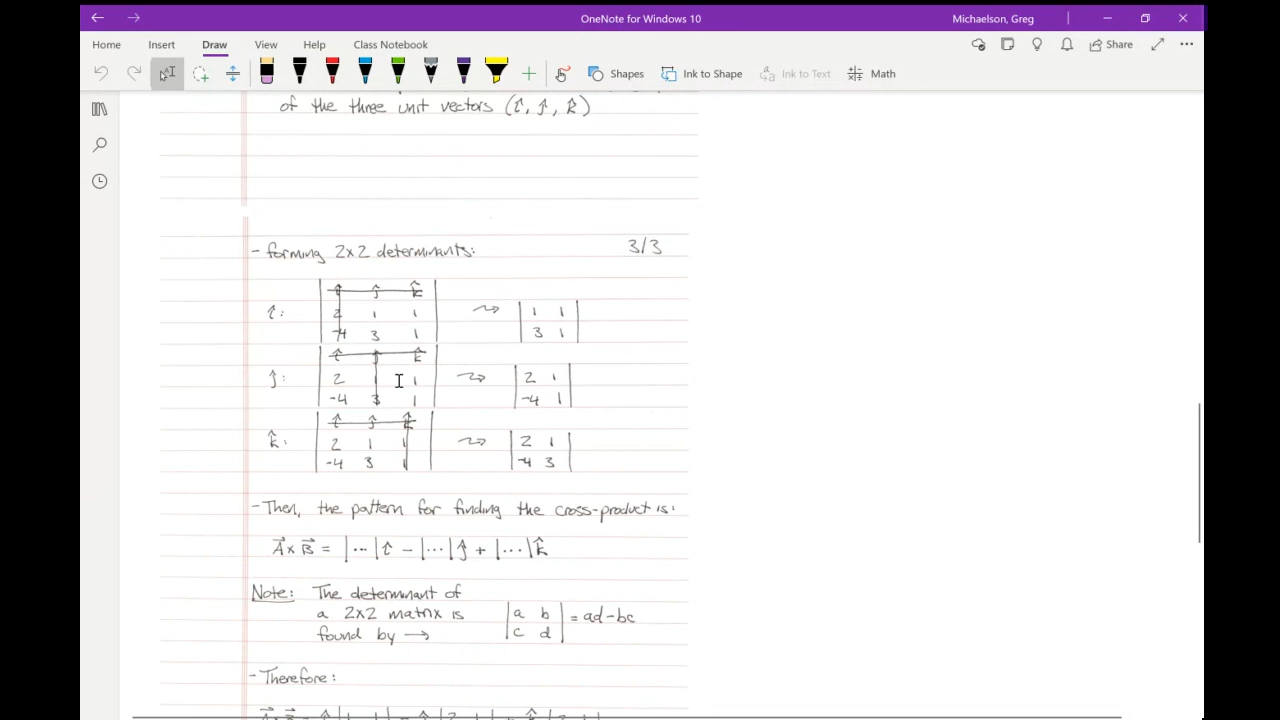 OneNote for Windows 10
Michaelson, Greg
Home Insert Draw View Help Class Notebook
Share
Shapes Ink to Shape Ink to Text Math
of the three unit vectors (î, ĵ, k̂)
- forming 2x2 determinants: 3/3
î: | î ĵ k̂ | ⇝ | 1 1 |
| 2 1 1 | | 3 1 |
| -4 3 1 |
ĵ: | î ĵ k̂ | ⇝ | 2 1 |
| 2 1 1 | | -4 1 |
| -4 3 1 |
k̂: | î ĵ k̂ | ⇝ | 2 1 |
| 2 1 1 | | -4 3 |
| -4 3 1 |
- Then, the pattern for finding the cross-product is:
A⃗ x B⃗ = |...| î - |...| ĵ + |...| k̂
Note: The determinant of
a 2x2 matrix is | a b | = ad-bc
found by → | c d |
- Therefore: